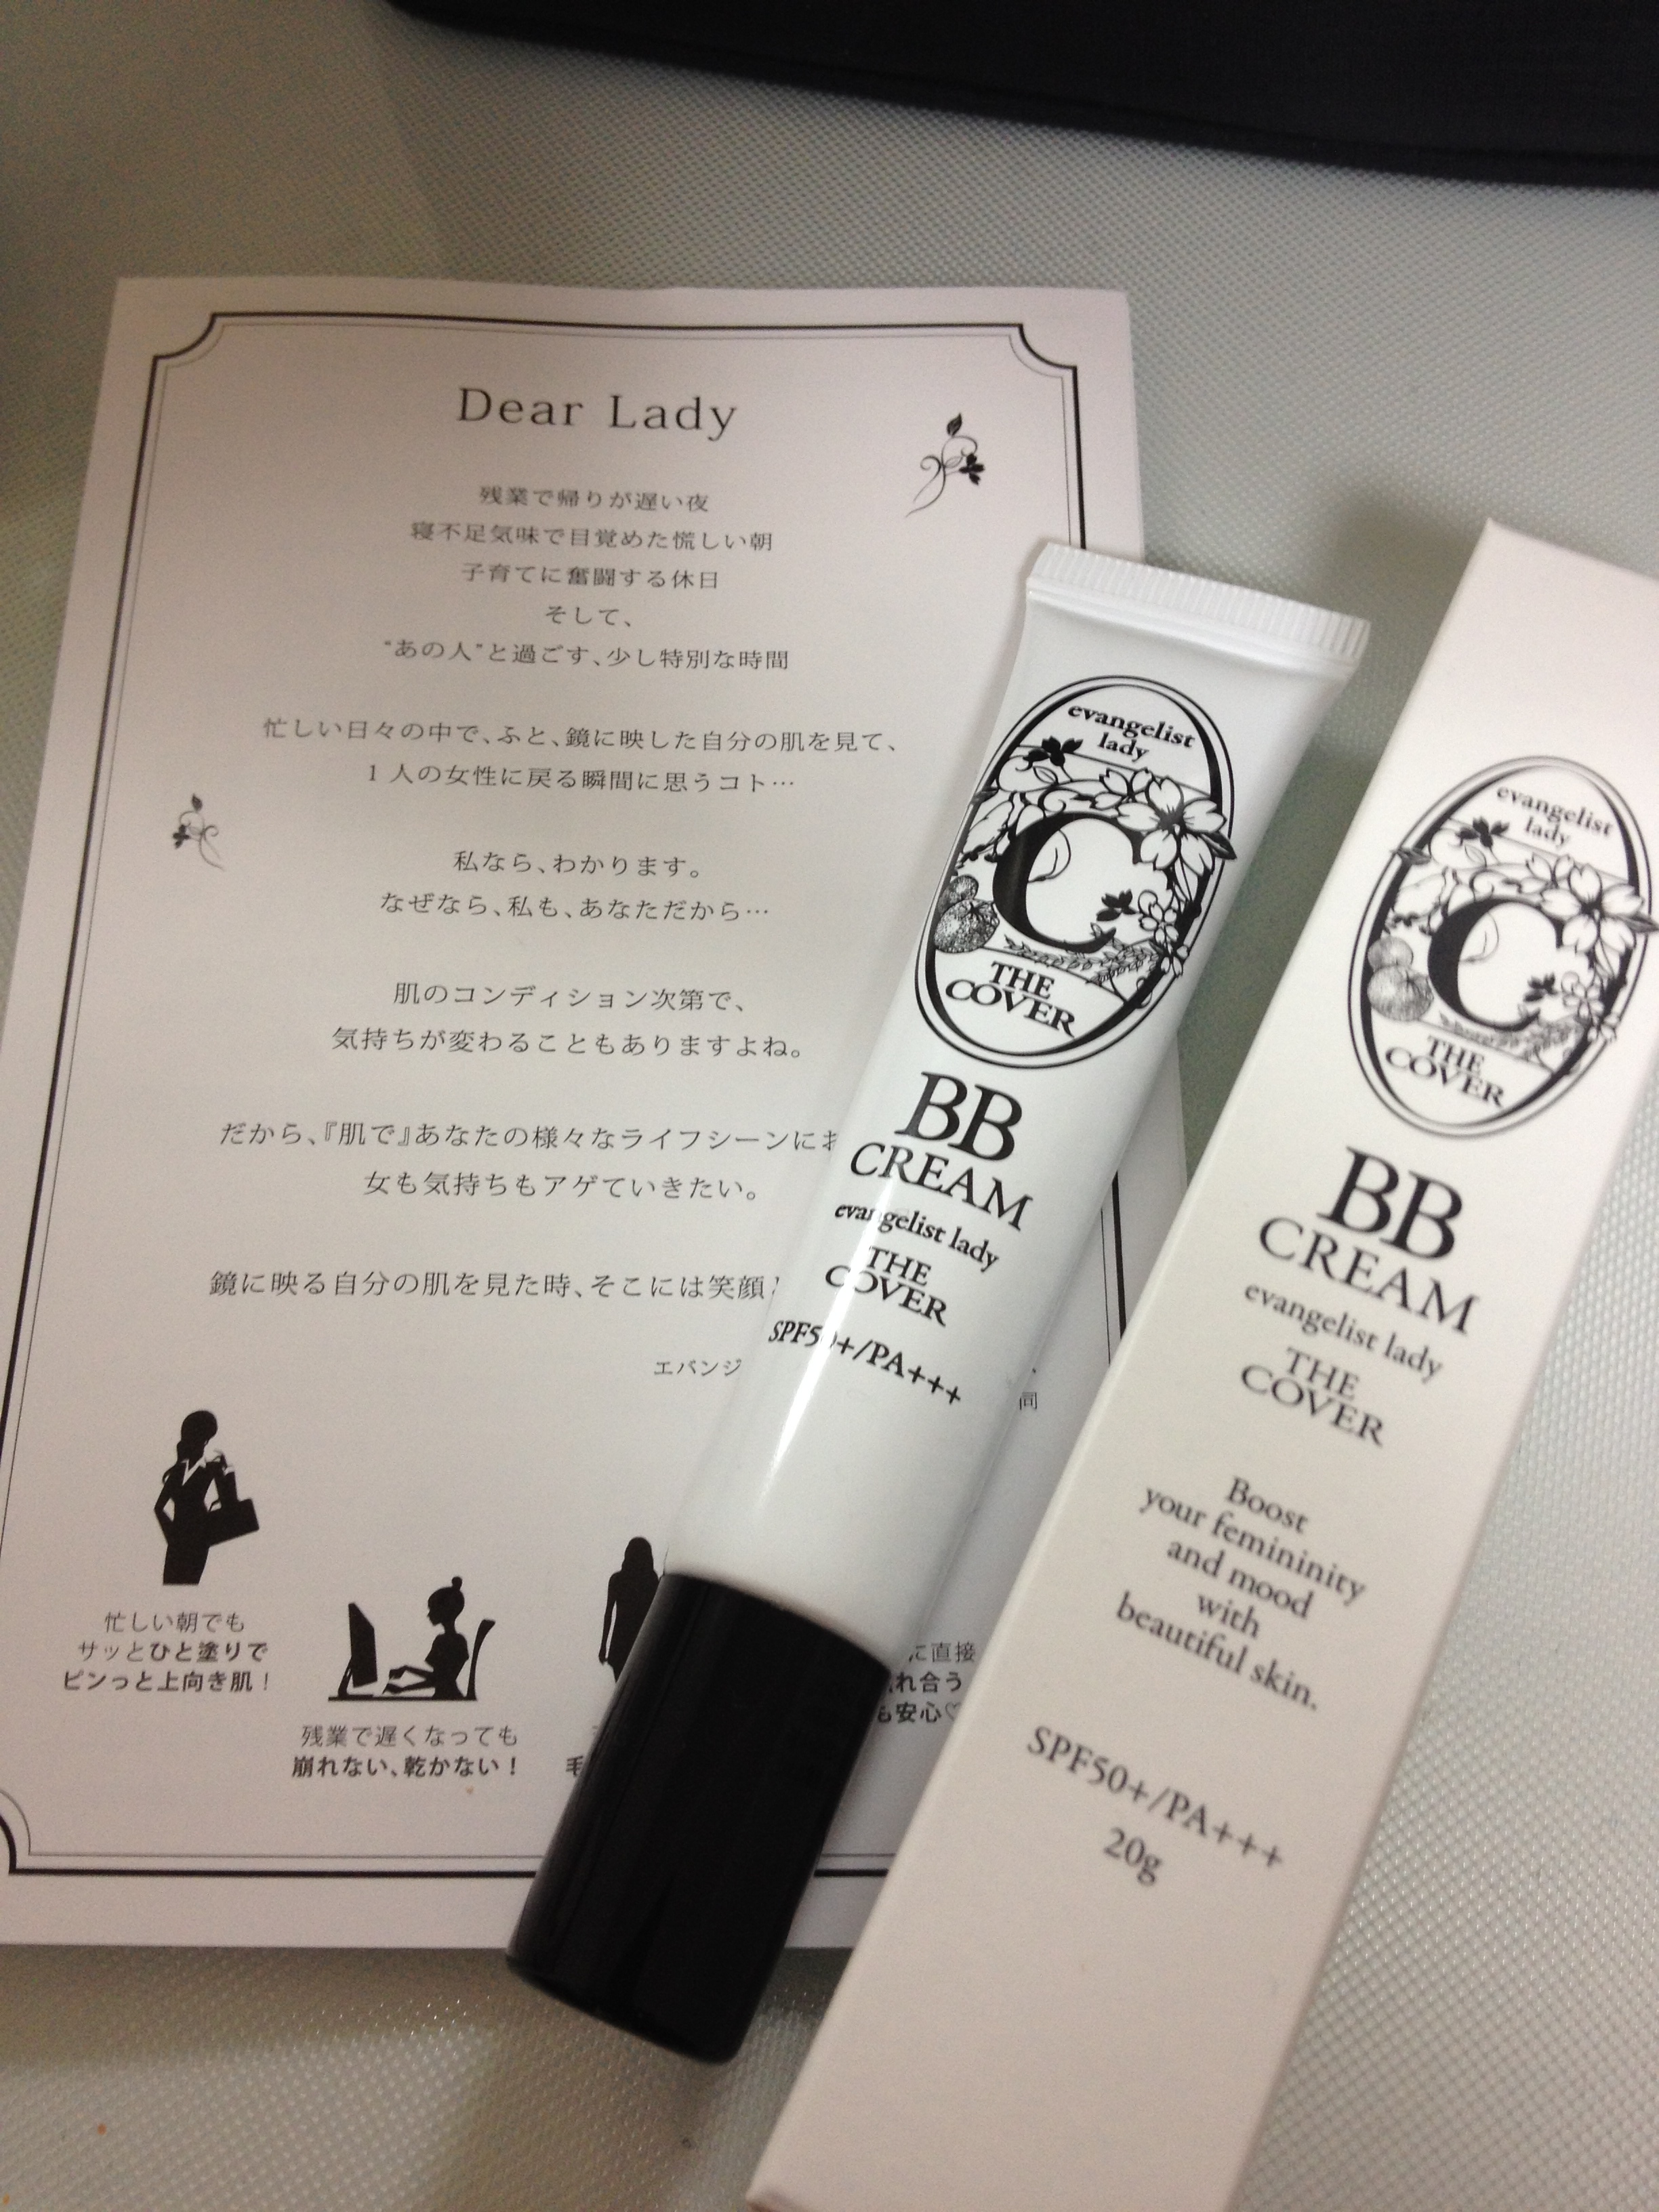 Dear Lady
残業で帰りが遅い夜
寝不足気味で目覚めた慌しい朝
子育てに奮闘する休日
そして、
“あの人”と過ごす、少し特別な時間
忙しい日々の中で、ふと、鏡に映した自分の肌を見て、
1人の女性に戻る瞬間に思うコト…
私なら、わかります。
なぜなら、私も、あなただから…
肌のコンディション次第で、
気持ちが変わることもありますよね。
だから、『肌で』あなたの様々なライフシーンに
女も気持ちもアゲていきたい。
鏡に映る自分の肌を見た時、そこには笑顔
エバンジ
同
忙しい朝でも
サッとひと塗りで
ピンっと上向き肌！
残業で遅くなっても
崩れない、乾かない！
毛
に直接
れ合う
も安心♡
evangelist
lady
C
THE
COVER
BB
CREAM
evangelist lady
THE
COVER
SPF50+/PA+++
evangelist
lady
C
THE
COVER
BB
CREAM
evangelist lady
THE
COVER
Boost
your femininity
and mood
with
beautiful skin.
SPF50+/PA+++
20g